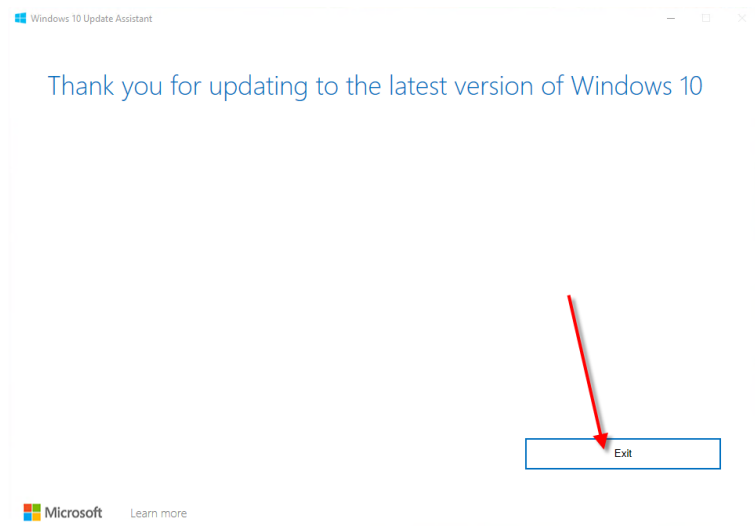 Windows 10 Update Assistant
Thank you for updating to the latest version of Windows 10
Exit
Microsoft Learn more